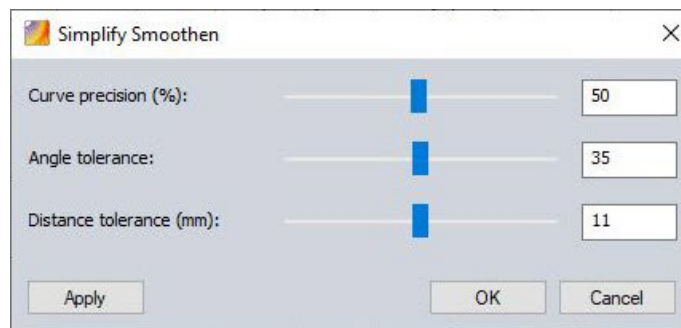 Simplify Smoothen
Curve precision (%): 50
Angle tolerance: 35
Distance tolerance (mm): 11
Apply OK Cancel